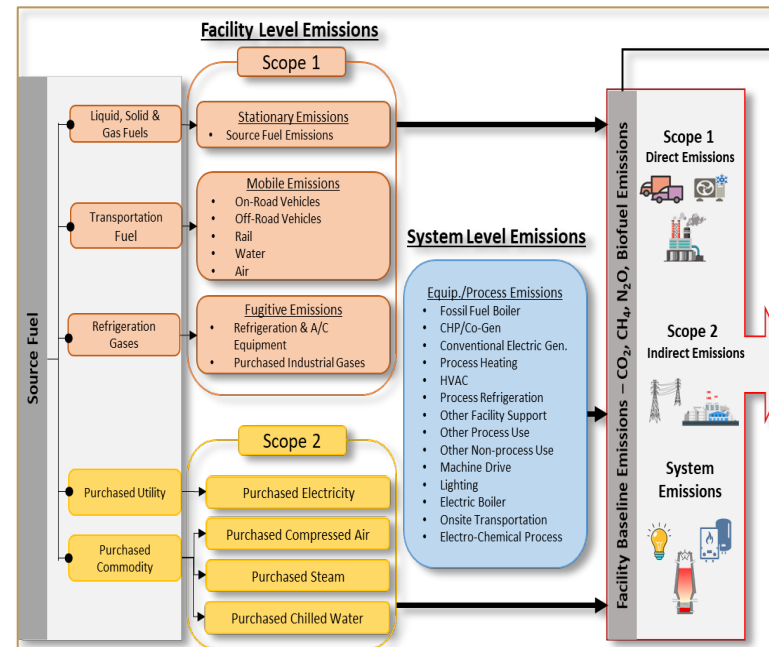 Facility Level Emissions
Scope 1
Source Fuel
Liquid, Solid &
Gas Fuels
Stationary Emissions
• Source Fuel Emissions
Transportation
Fuel
Mobile Emissions
• On-Road Vehicles
• Off-Road Vehicles
• Rail
• Water
• Air
Refrigeration
Gases
Fugitive Emissions
• Refrigeration & A/C
Equipment
• Purchased Industrial Gases
Scope 2
Purchased Utility
Purchased Electricity
Purchased
Commodity
Purchased Compressed Air
Purchased Steam
Purchased Chilled Water
System Level Emissions
Equip./Process Emissions
• Fossil Fuel Boiler
• CHP/Co-Gen
• Conventional Electric Gen.
• Process Heating
• HVAC
• Process Refrigeration
• Other Facility Support
• Other Process Use
• Other Non-process Use
• Machine Drive
• Lighting
• Electric Boiler
• Onsite Transportation
• Electro-Chemical Process
Facility Baseline Emissions – CO₂, CH₄, N₂O, Biofuel Emissions
Scope 1
Direct Emissions
Scope 2
Indirect Emissions
System
Emissions